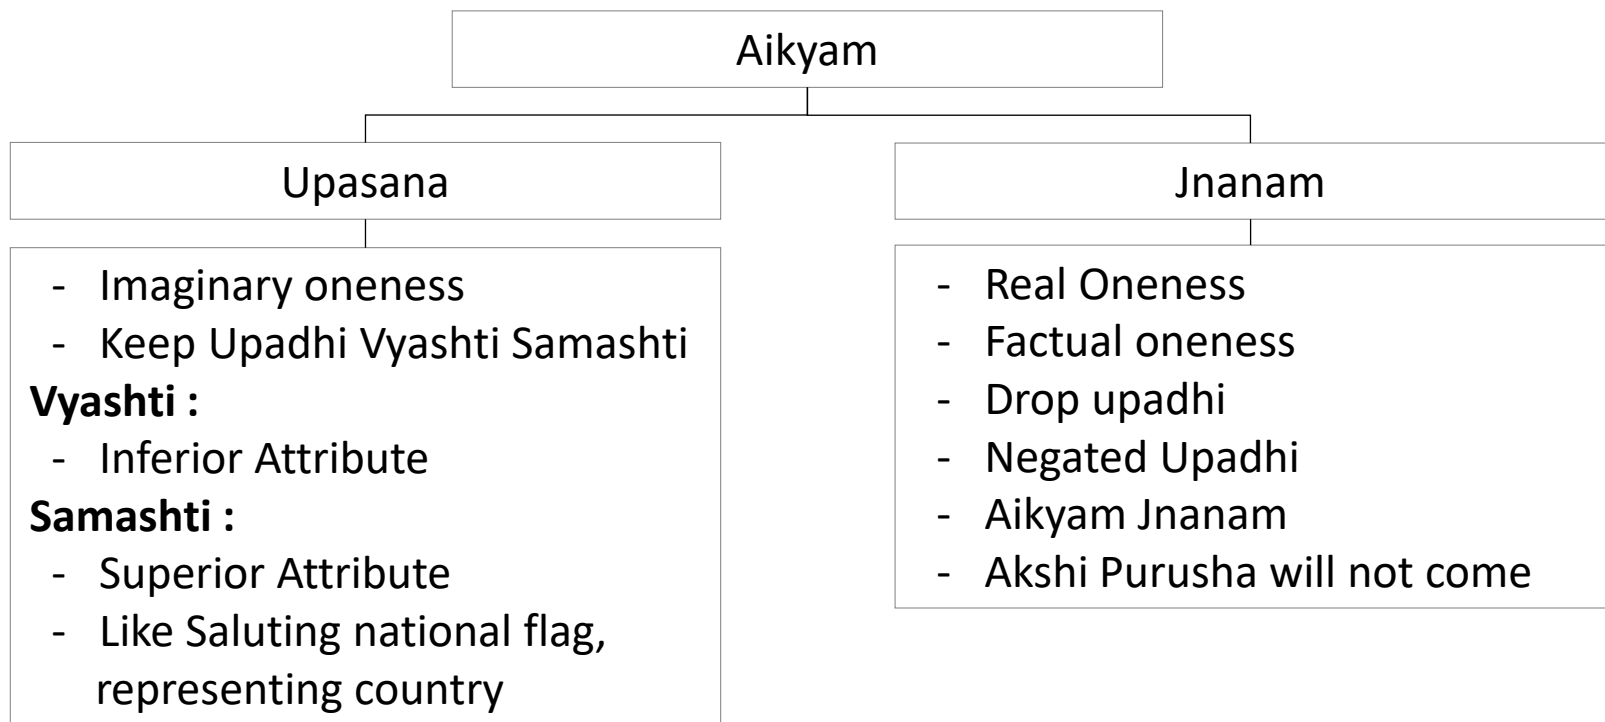 Aikyam
Upasana
- Imaginary oneness
- Keep Upadhi Vyashti Samashti
Vyashti :
- Inferior Attribute
Samashti :
- Superior Attribute
- Like Saluting national flag,
representing country
Jnanam
- Real Oneness
- Factual oneness
- Drop upadhi
- Negated Upadhi
- Aikyam Jnanam
- Akshi Purusha will not come